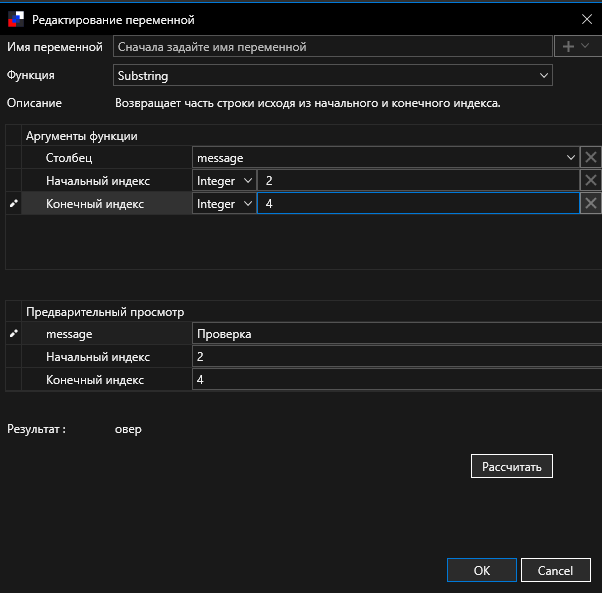 Редактирование переменной
Имя переменной Сначала задайте имя переменной
Функция Substring
Описание Возвращает часть строки исходя из начального и конечного индекса.
Аргументы функции
Столбец message
Начальный индекс Integer 2
Конечный индекс Integer 4
Предварительный просмотр
message Проверка
Начальный индекс 2
Конечный индекс 4
Результат : овер
Рассчитать
OK Cancel